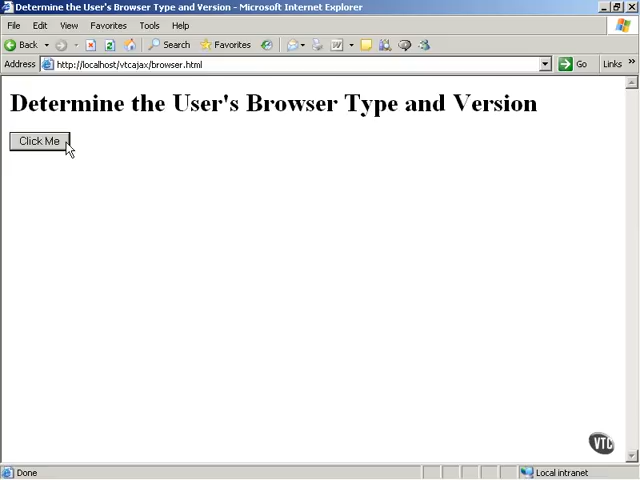 Determine the User's Browser Type and Version - Microsoft Internet Explorer
File Edit View Favorites Tools Help
Back Search Favorites
Address http://localhost/vtcajax/browser.html Go Links »
Determine the User's Browser Type and Version
Click Me
VTC
Done Local intranet